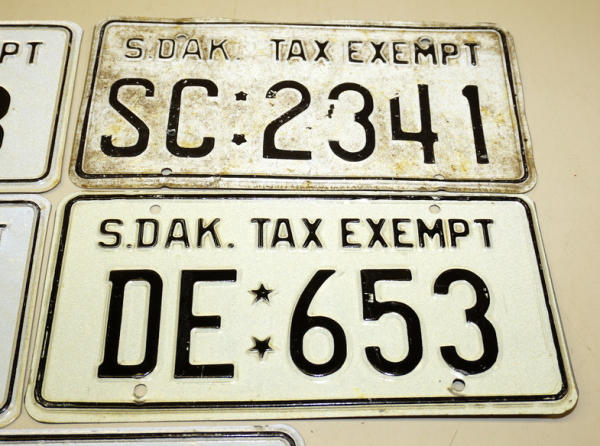 S.DAK. TAX EXEMPT
SC:2341
S.DAK. TAX EXEMPT
DE:653